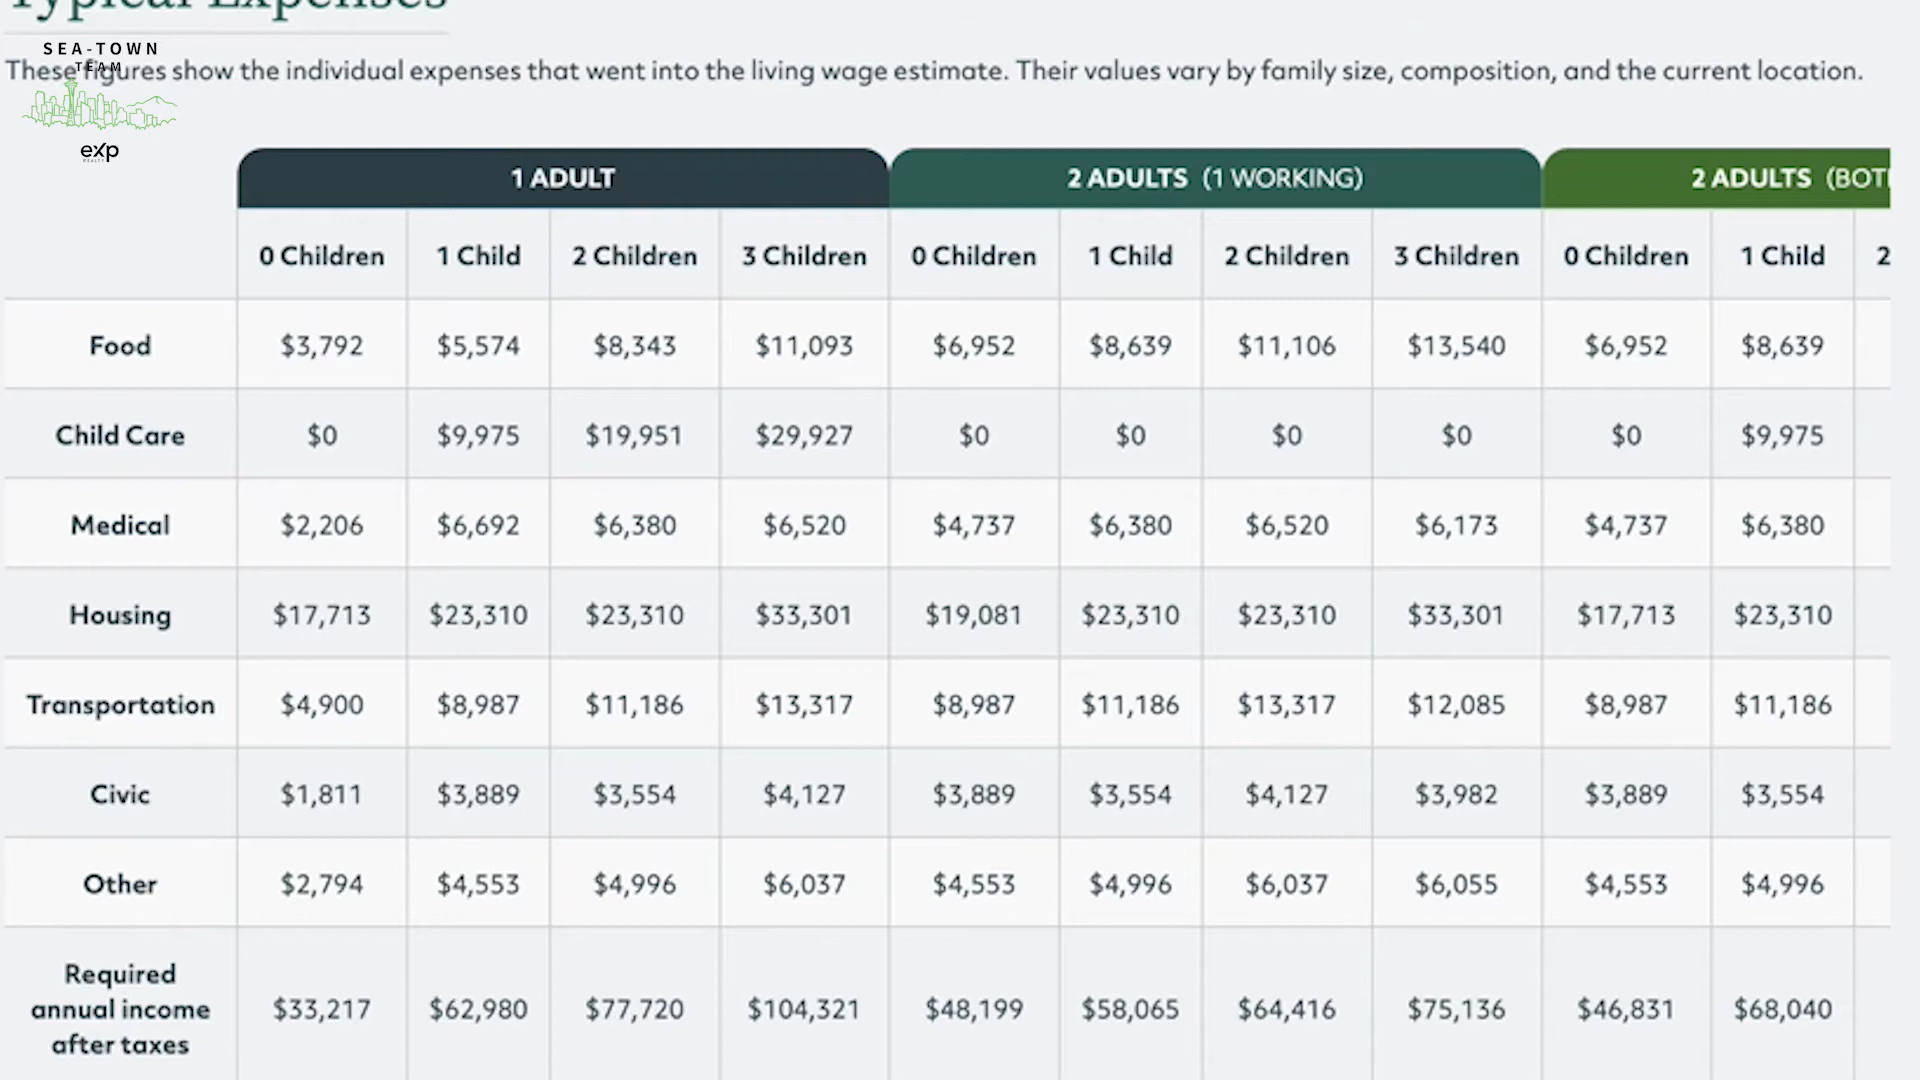 Typical Expenses
SEA-TOWN
TEAM
These figures show the individual expenses that went into the living wage estimate. Their values vary by family size, composition, and the current location.
exp
REALTY
1 ADULT 2 ADULTS (1 WORKING) 2 ADULTS (BOTH
0 Children 1 Child 2 Children 3 Children 0 Children 1 Child 2 Children 3 Children 0 Children 1 Child 2
Food $3,792 $5,574 $8,343 $11,093 $6,952 $8,639 $11,106 $13,540 $6,952 $8,639
Child Care $0 $9,975 $19,951 $29,927 $0 $0 $0 $0 $0 $9,975
Medical $2,206 $6,692 $6,380 $6,520 $4,737 $6,380 $6,520 $6,173 $4,737 $6,380
Housing $17,713 $23,310 $23,310 $33,301 $19,081 $23,310 $23,310 $33,301 $17,713 $23,310
Transportation $4,900 $8,987 $11,186 $13,317 $8,987 $11,186 $13,317 $12,085 $8,987 $11,186
Civic $1,811 $3,889 $3,554 $4,127 $3,889 $3,554 $4,127 $3,982 $3,889 $3,554
Other $2,794 $4,553 $4,996 $6,037 $4,553 $4,996 $6,037 $6,055 $4,553 $4,996
Required
annual income
after taxes
$33,217 $62,980 $77,720 $104,321 $48,199 $58,065 $64,416 $75,136 $46,831 $68,040